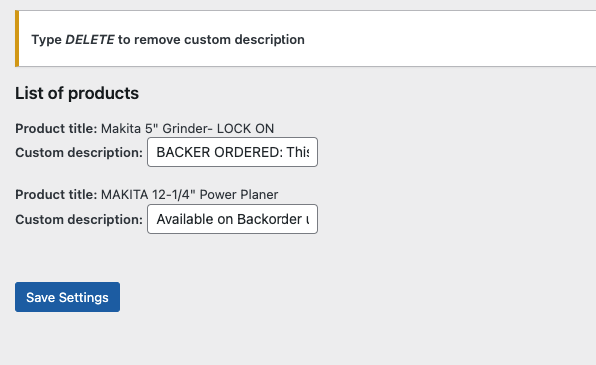 Type DELETE to remove custom description
List of products
Product title: Makita 5" Grinder- LOCK ON
Custom description: BACKER ORDERED: This
Product title: MAKITA 12-1/4" Power Planer
Custom description: Available on Backorder
Save Settings